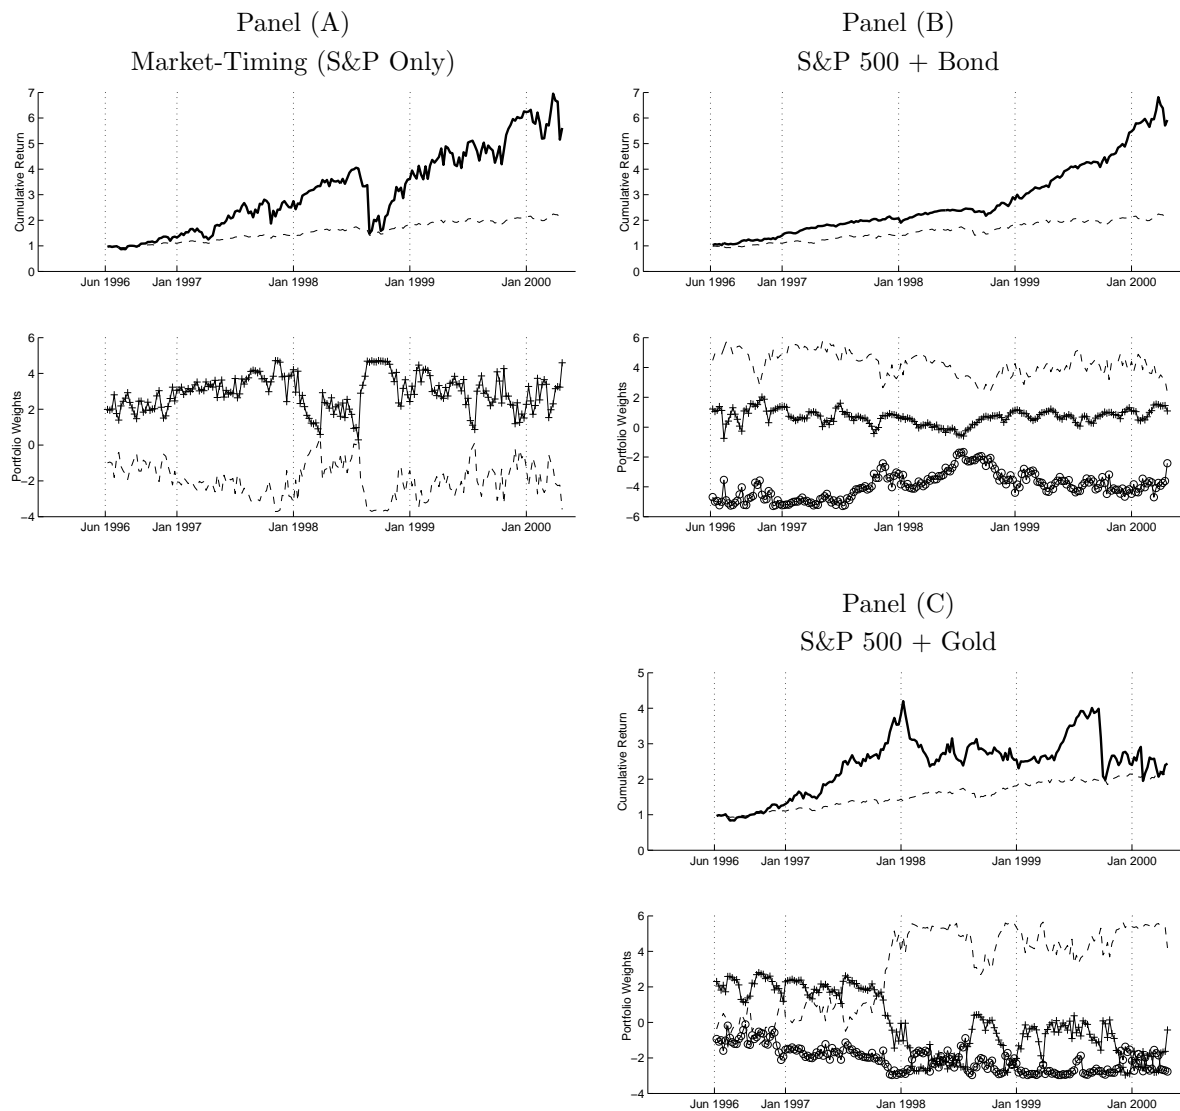 Panel (A)
Market-Timing (S&P Only)
Cumulative Return
7
6
5
4
3
2
1
0
Jun 1996 Jan 1997 Jan 1998 Jan 1999 Jan 2000
Portfolio Weights
6
4
2
0
−2
−4
Jun 1996 Jan 1997 Jan 1998 Jan 1999 Jan 2000
Panel (B)
S&P 500 + Bond
Cumulative Return
7
6
5
4
3
2
1
0
Jun 1996 Jan 1997 Jan 1998 Jan 1999 Jan 2000
Portfolio Weights
6
4
2
0
−2
−4
−6
Jun 1996 Jan 1997 Jan 1998 Jan 1999 Jan 2000
Panel (C)
S&P 500 + Gold
Cumulative Return
5
4
3
2
1
0
Jun 1996 Jan 1997 Jan 1998 Jan 1999 Jan 2000
Portfolio Weights
6
4
2
0
−2
−4
Jun 1996 Jan 1997 Jan 1998 Jan 1999 Jan 2000